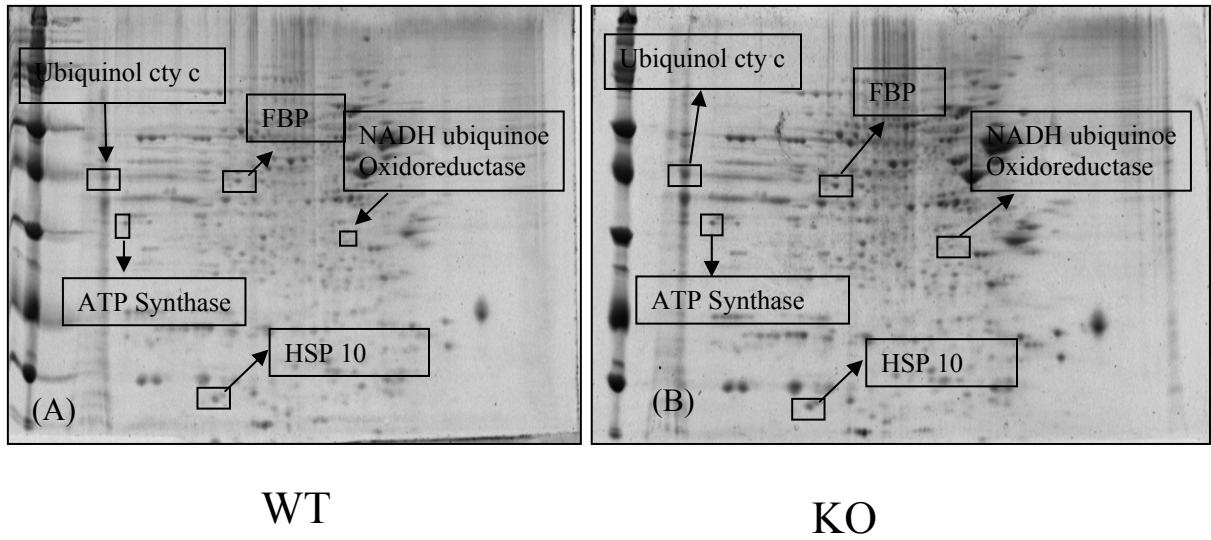 Ubiquinol cty c
FBP
NADH ubiquinoe
Oxidoreductase
ATP Synthase
HSP 10
(A)
Ubiquinol cty c
FBP
NADH ubiquinoe
Oxidoreductase
ATP Synthase
HSP 10
(B)
WT
KO